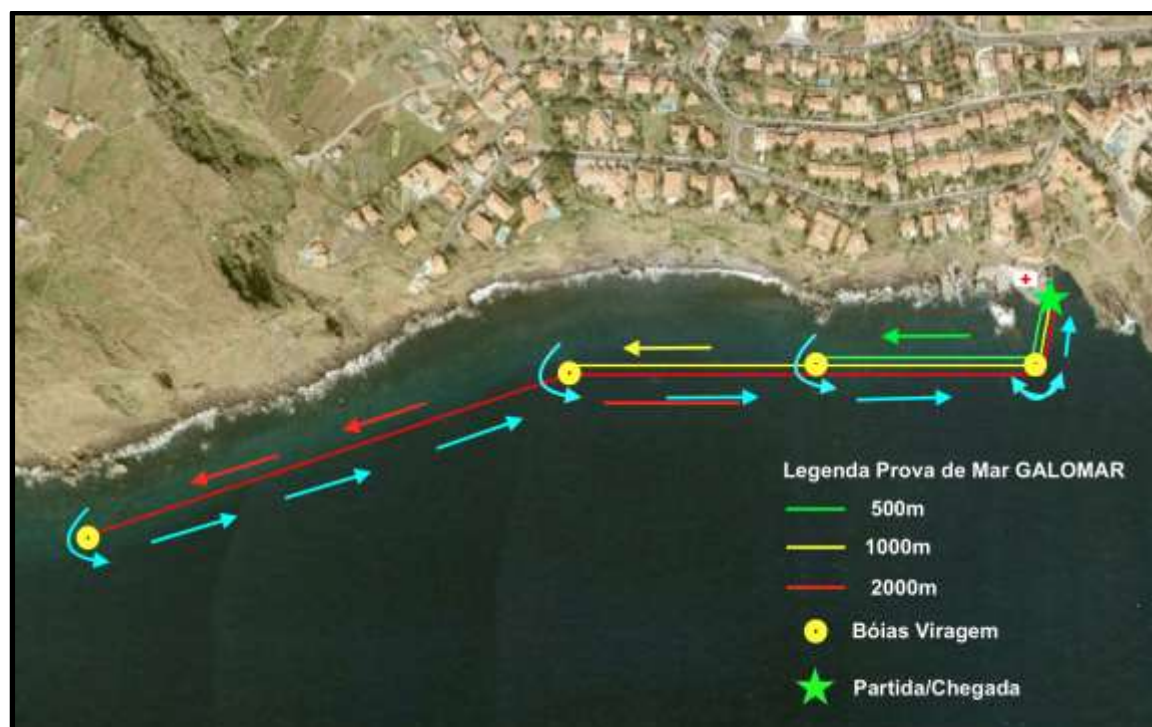 Legenda Prova de Mar GALOMAR
500m
1000m
2000m
Bóias Viragem
Partida/Chegada